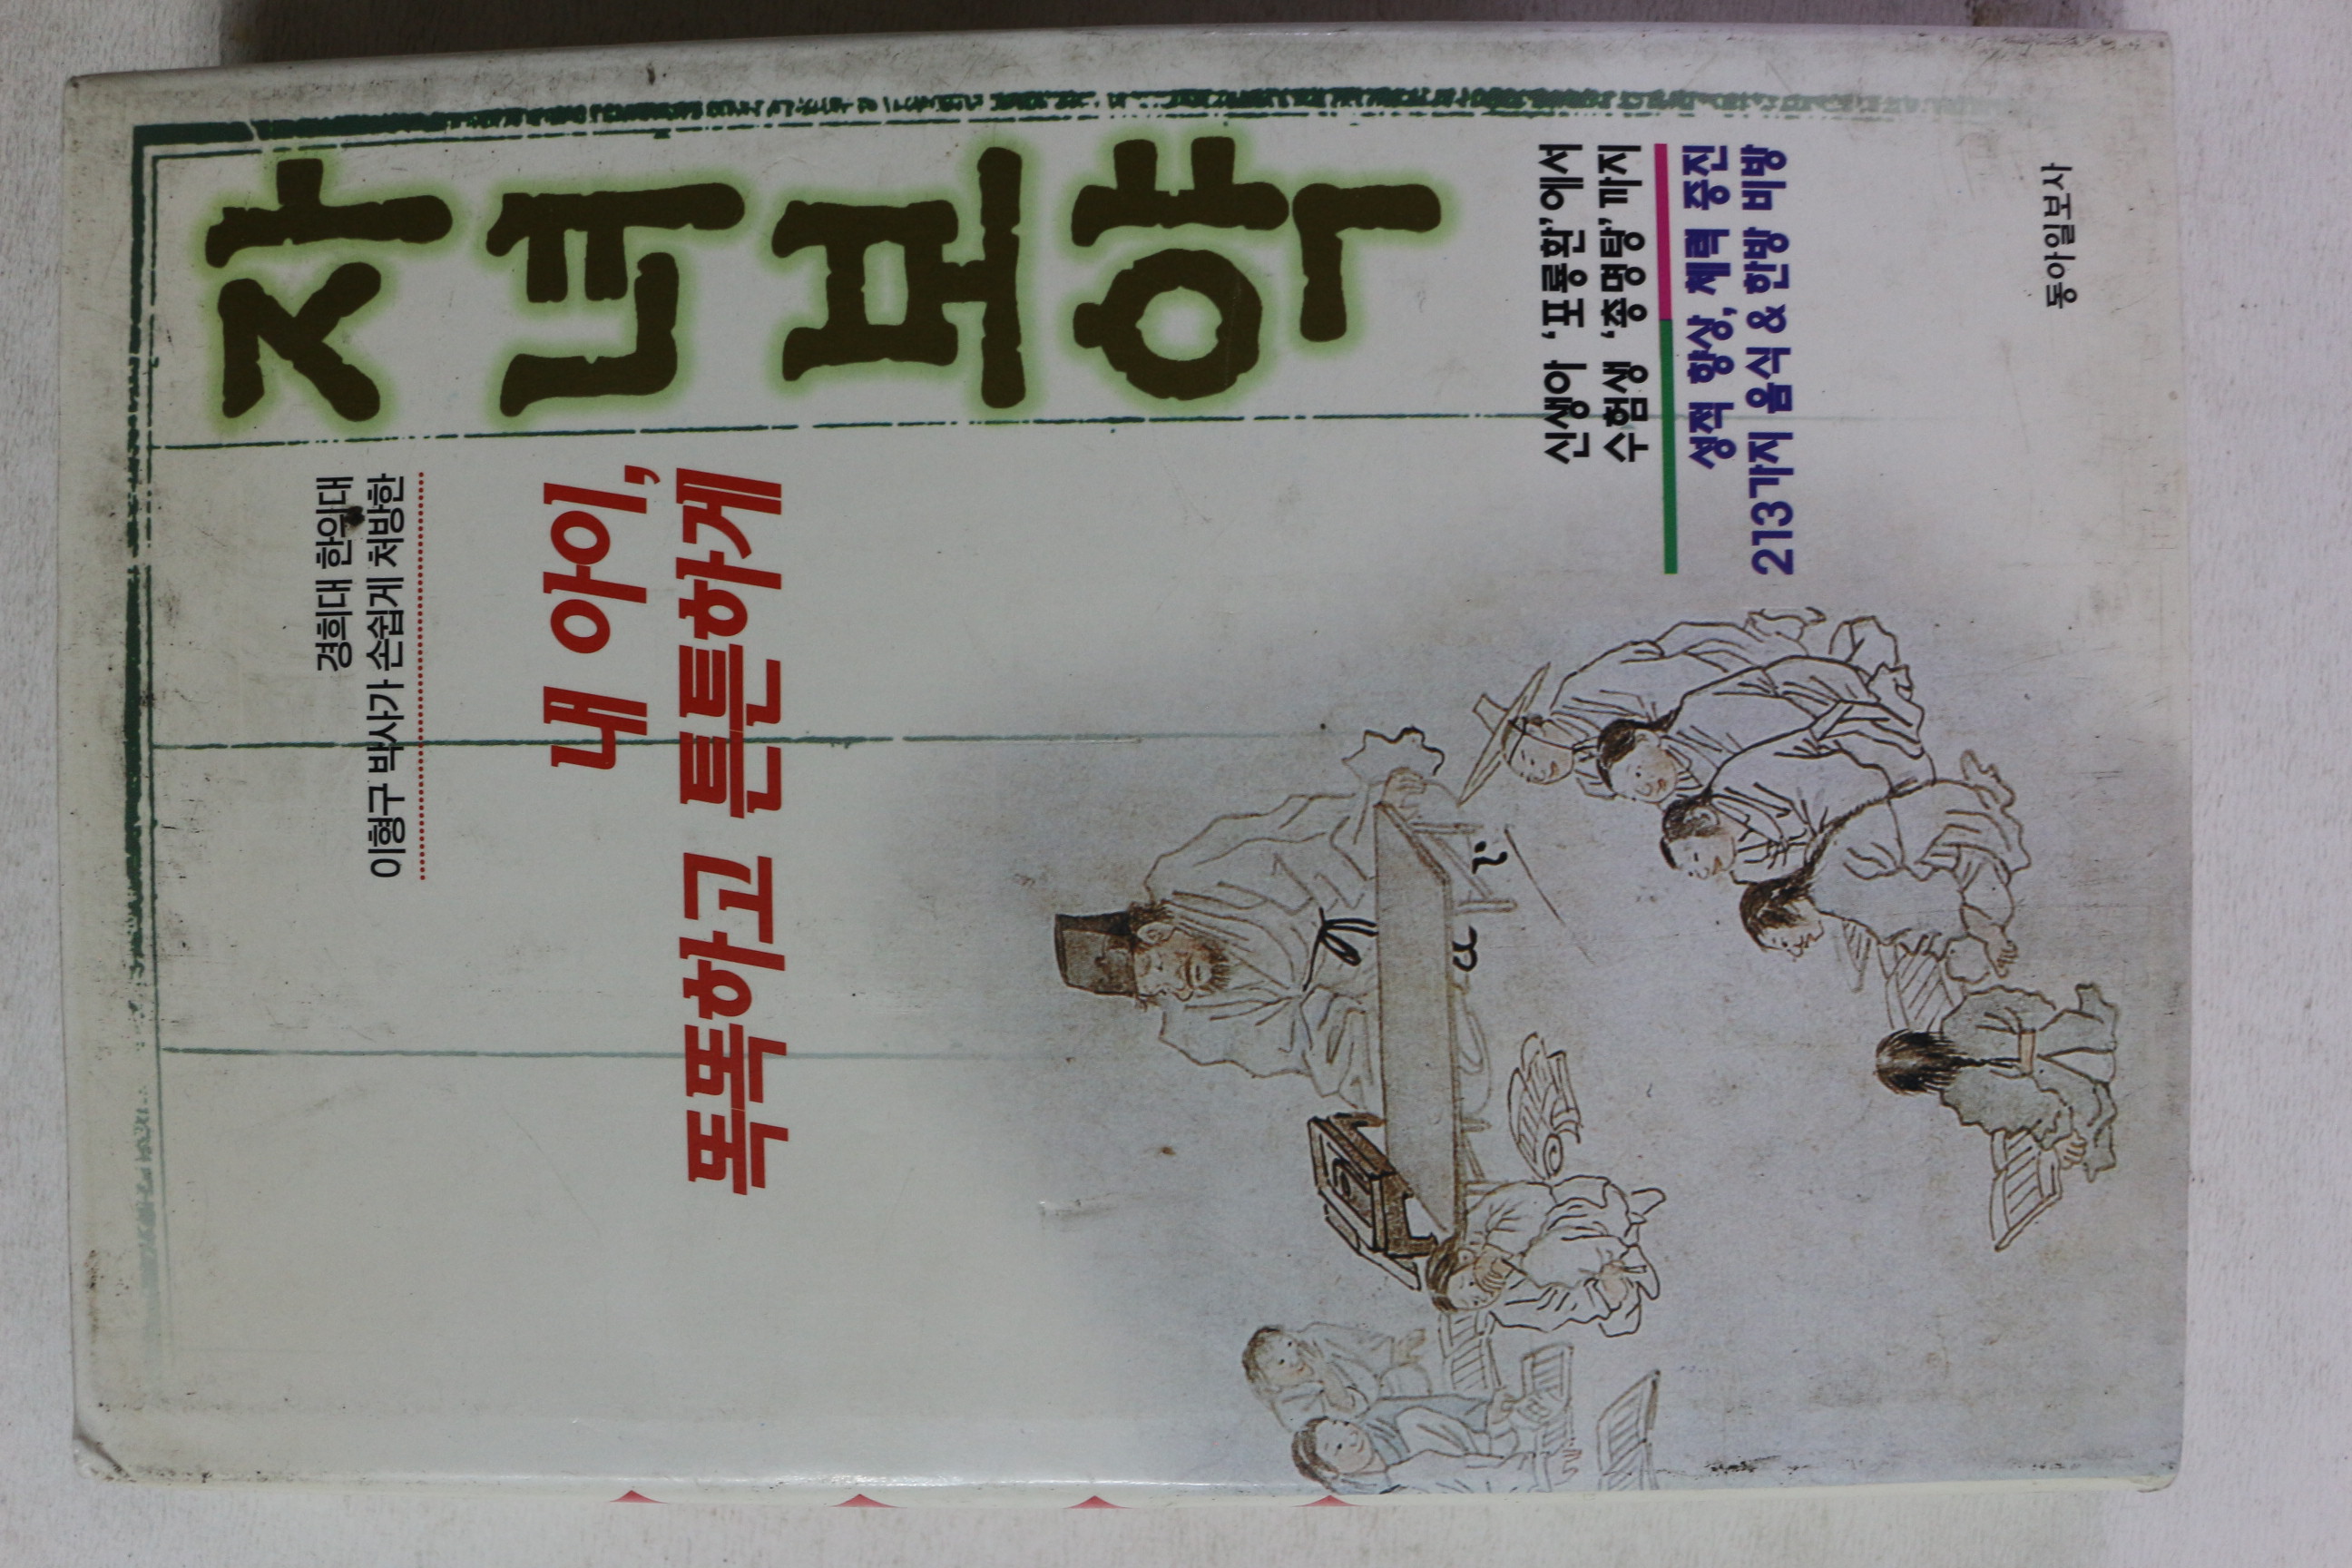 자녀보약
경희대 한의대
이형구 박사가 손쉽게 처방한
내 아이,
똑똑하고 튼튼하게
신생아 ‘포룡환’에서
수험생 ‘총명탕’까지
성적 향상, 체력 증진
213가지 음식 & 한방 비방
동아일보사